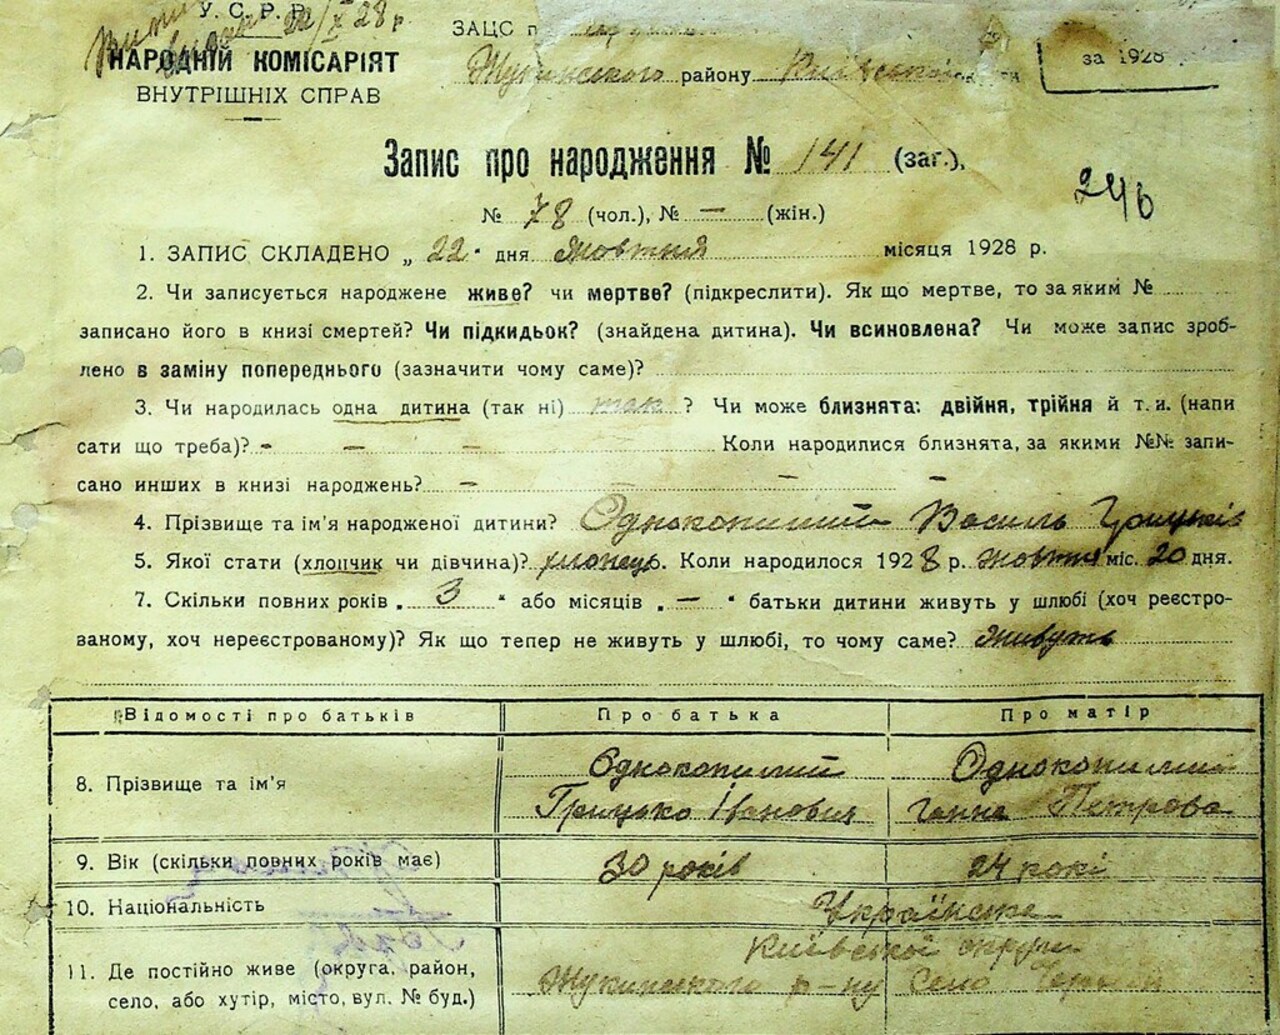 У.С.Р.Р.
22/X 28 р
НАРОДНІЙ КОМІСАРІЯТ
ВНУТРІШНІХ СПРАВ
ЗАЦС
Жукинського району Київської
за 1928 р.
Запис про народження № 141 (заг.),
246
№ 78 (чол.), № — (жін.)
1. ЗАПИС СКЛАДЕНО „ 22 " дня Жовтня місяця 1928 р.
2. Чи записується народжене живе? чи мертве? (підкреслити). Як що мертве, то за яким №
записано його в книзі смертей? Чи підкидьок? (знайдена дитина). Чи всиновлена? Чи може запис зроб-
лено в заміну попереднього (зазначити чому саме)?
3. Чи народилась одна дитина (так ні) так ? Чи може близнята: двійня, трійня й т. и. (напи
сати що треба)? - — — Коли народилися близнята, за якими №№ запи-
сано инших в книзі народжень? — — —
4. Прізвище та ім'я народженої дитини? Однокопилий Василь Грицьків
5. Якої стати (хлопчик чи дівчина)? хлопець. Коли народилося 1928 р. жовтня міс. 20 дня.
7. Скільки повних років „ 3 " або місяців „ — " батьки дитини живуть у шлюбі (хоч реєстро-
ваному, хоч нереєстрованому)? Як що тепер не живуть у шлюбі, то чому саме? Живуть
Відомості про батьків Про батька Про матір
8. Прізвище та ім'я
Однокопилий Однокопилий
Грицько Іванович Ганна Петрова
9. Вік (скільки повних років має) 30 років 24 рокі
10. Національність Українське
11. Де постійно живе (округа, район,
село, або хутір, місто, вул. № буд.)
Київської округи
Жукинського р-ну Село